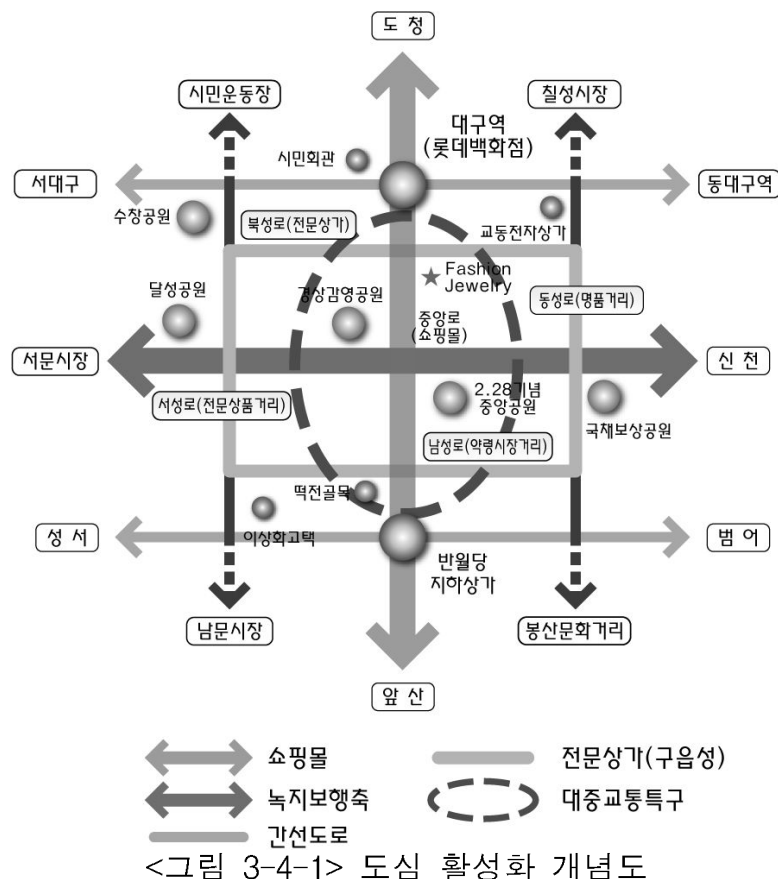 도 청
시민운동장
칠성시장
대구역
(롯데백화점)
시민회관
서대구
동대구역
수창공원
교동전자상가
북성로(전문상가)
Fashion
Jewelry
달성공원
경상감영공원
동성로(명품거리)
중앙로
(쇼핑몰)
서문시장
신 천
2.28기념
중앙공원
서성로(전문상품거리)
국채보상공원
남성로(약령시장거리)
떡전골목
이상화고택
성 서
범 어
반월당
지하상가
남문시장
봉산문화거리
앞 산
쇼핑몰
전문상가(구읍성)
녹지보행축
대중교통특구
간선도로
<그림 3-4-1> 도심 활성화 개념도